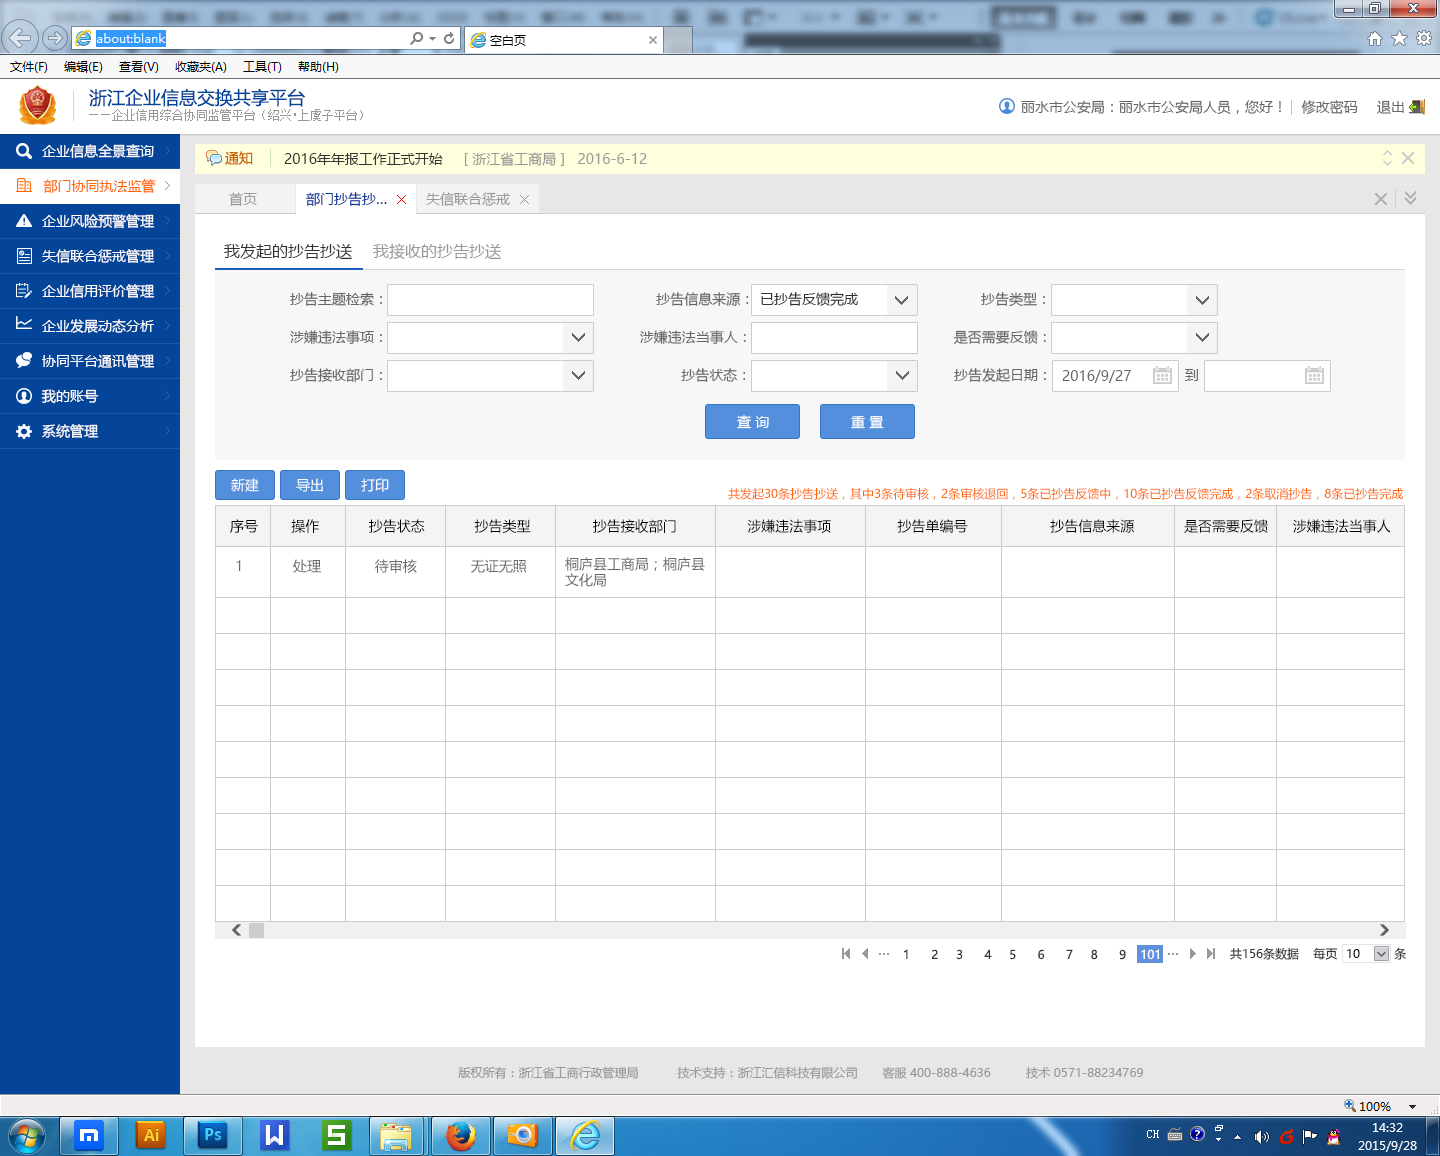 about:blank
空白页
文件(F) 编辑(E) 查看(V) 收藏夹(A) 工具(T) 帮助(H)
浙江企业信息交换共享平台
——企业信用综合协同监管平台（绍兴·上虞子平台）
丽水市公安局：丽水市公安局人员，您好！ 修改密码 退出
企业信息全景查询
部门协同执法监管
企业风险预警管理
失信联合惩戒管理
企业信用评价管理
企业发展动态分析
协同平台通讯管理
我的账号
系统管理
通知 2016年年报工作正式开始 [ 浙江省工商局 ] 2016-6-12
首页 部门抄告抄... 失信联合惩戒
我发起的抄告抄送 我接收的抄告抄送
抄告主题检索： 抄告信息来源： 已抄告反馈完成 抄告类型：
涉嫌违法事项： 涉嫌违法当事人： 是否需要反馈：
抄告接收部门： 抄告状态： 抄告发起日期： 2016/9/27 到
查 询 重 置
新建 导出 打印
共发起30条抄告抄送，其中3条待审核，2条审核退回，5条已抄告反馈中，10条已抄告反馈完成，2条取消抄告，8条已抄告完成
序号 操作 抄告状态 抄告类型 抄告接收部门 涉嫌违法事项 抄告单编号 抄告信息来源 是否需要反馈 涉嫌违法当事人
1 处理 待审核 无证无照 桐庐县工商局；桐庐县
文化局
··· 1 2 3 4 5 6 7 8 9 101 ··· 共156条数据 每页 10 条
版权所有：浙江省工商行政管理局 技术支持：浙江汇信科技有限公司 客服 400-888-4636 技术 0571-88234769
100%
m Ai Ps W S
CH
14:32
2015/9/28